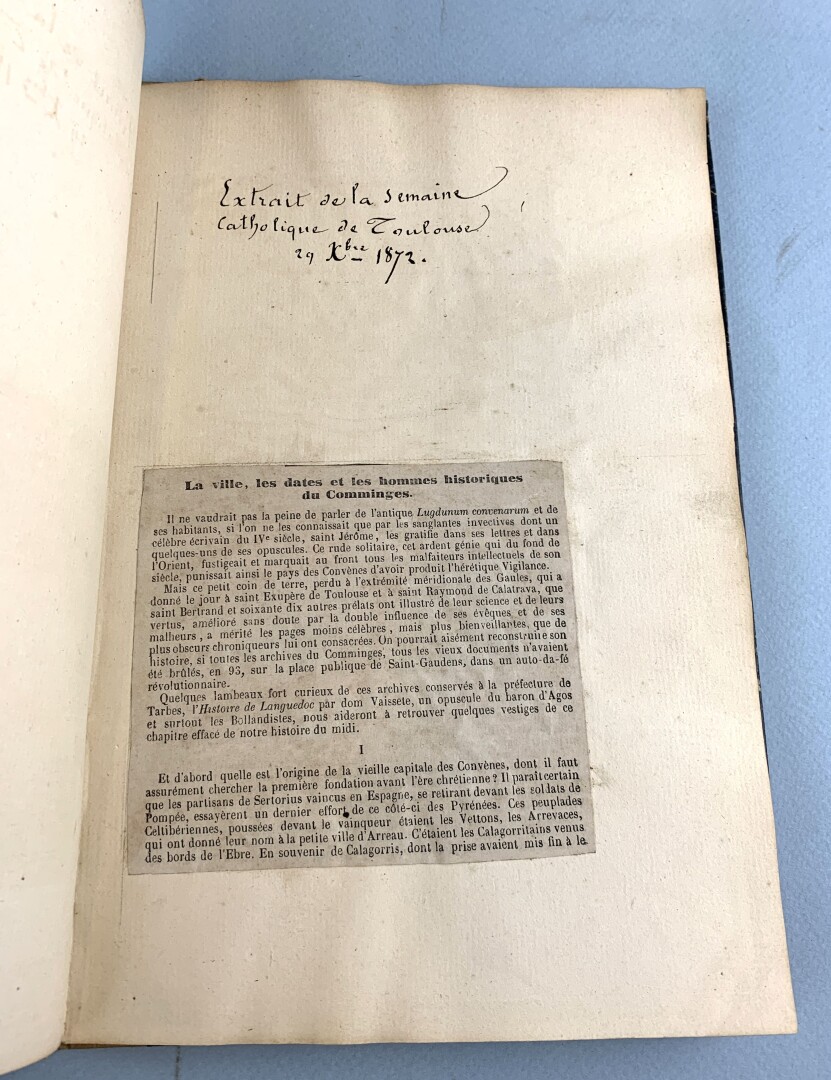 Extrait de la Semaine
Catholique de Toulouse
29 Xbre 1872.
La ville, les dates et les hommes historiques
du Comminges.
Il ne vaudrait pas la peine de parler de l'antique Lugdunum convenarum et de
ses habitants, si l'on ne les connaissait que par les sanglantes invectives dont un
célèbre écrivain du IVe siècle, saint Jérôme, les gratifie dans ses lettres et dans
quelques-uns de ses opuscules. Ce rude solitaire, cet ardent génie qui du fond de
l'Orient, fustigeait et marquait au front tous les malfaiteurs intellectuels de son
siècle, punissait ainsi le pays des Convènes d'avoir produit l'hérétique Vigilance.
Mais ce petit coin de terre, perdu à l'extrémité méridionale des Gaules, qui a
donné le jour à saint Exupère de Toulouse et à saint Raymond de Calatrava, que
saint Bertrand et soixante dix autres prélats ont illustré de leur science et de leurs
vertus, amélioré sans doute par la double influence de ses évêques et de ses
malheurs, a mérité les pages moins célèbres, mais plus bienveillantes, que de
plus obscurs chroniqueurs lui ont consacrées. On pourrait aisément reconstruire son
histoire, si toutes les archives du Comminges, tous les vieux documents n'avaient
été brûlés, en 93, sur la place publique de Saint-Gaudens, dans un auto-da-fé
révolutionnaire.
Quelques lambeaux fort curieux de ces archives conservés à la préfecture de
Tarbes, l'Histoire de Languedoc par dom Vaissete, un opuscule du baron d'Agos
et surtout les Bollandistes, nous aideront à retrouver quelques vestiges de ce
chapitre effacé de notre histoire du midi.
I
Et d'abord quelle est l'origine de la vieille capitale des Convènes, dont il faut
assurément chercher la première fondation avant l'ère chrétienne? Il paraît certain
que les partisans de Sertorius vaincus en Espagne, se retirant devant les soldats de
Pompée, essayèrent un dernier effort de ce côté-ci des Pyrénées. Ces peuplades
Celtibériennes, poussées devant le vainqueur étaient les Vettons, les Arrevaces,
qui ont donné leur nom à la petite ville d'Arreau. C'étaient les Calagorritains venus
des bords de l'Ebre. En souvenir de Calagorris, dont la prise avaient mis fin à la